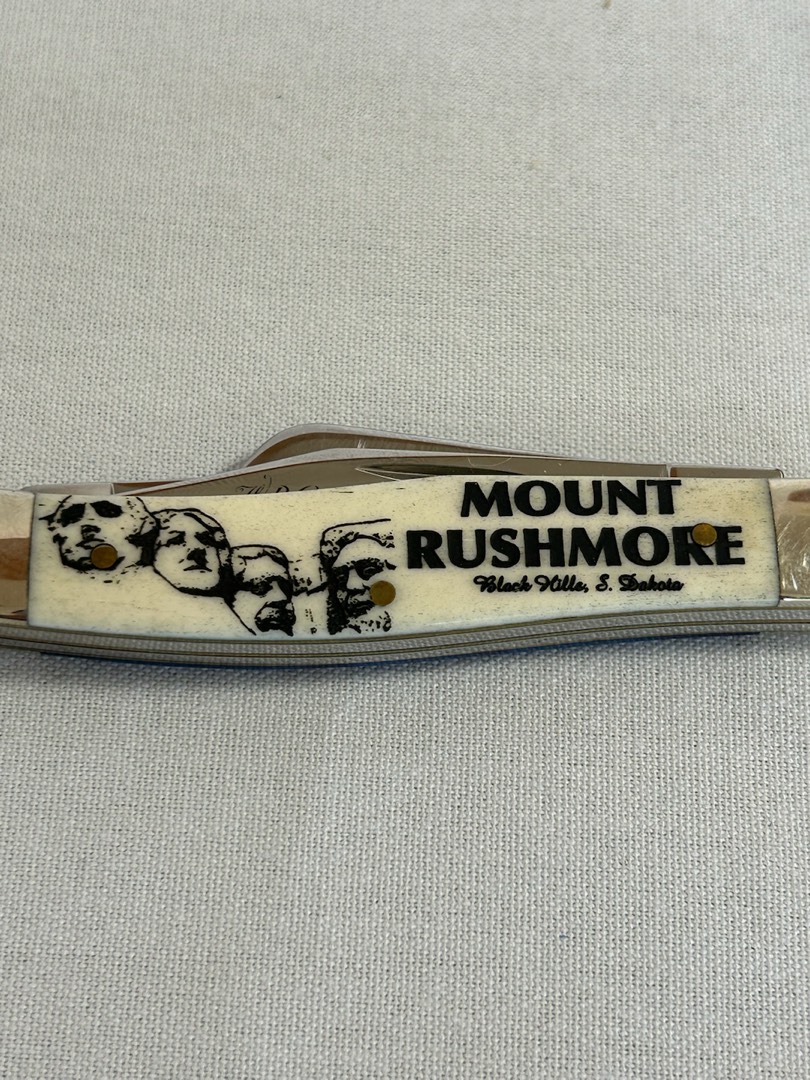 MOUNT
RUSHMORE
Black Hills, S. Dakota